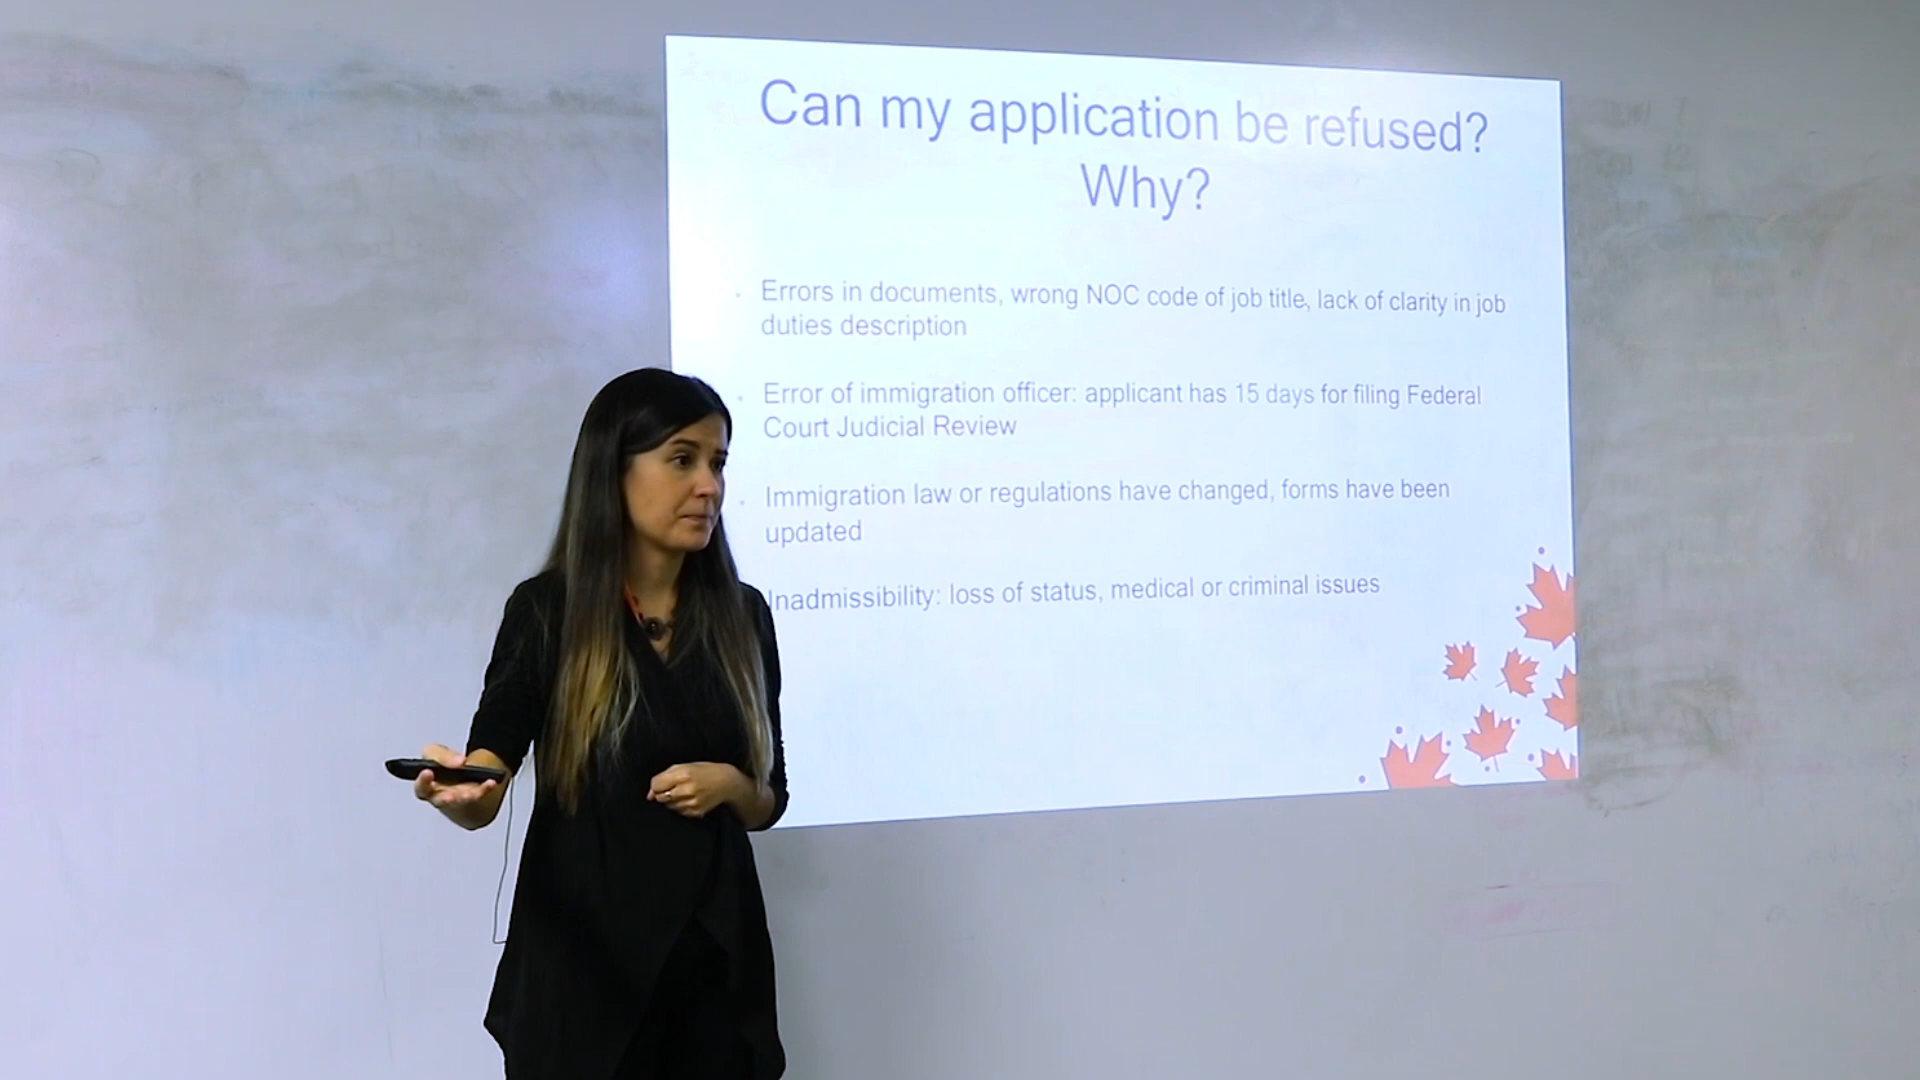 Can my application be refused?
Why?
Errors in documents, wrong NOC code of job title, lack of clarity in job
duties description
Error of immigration officer: applicant has 15 days for filing Federal
Court Judicial Review
Immigration law or regulations have changed, forms have been
updated
Inadmissibility: loss of status, medical or criminal issues